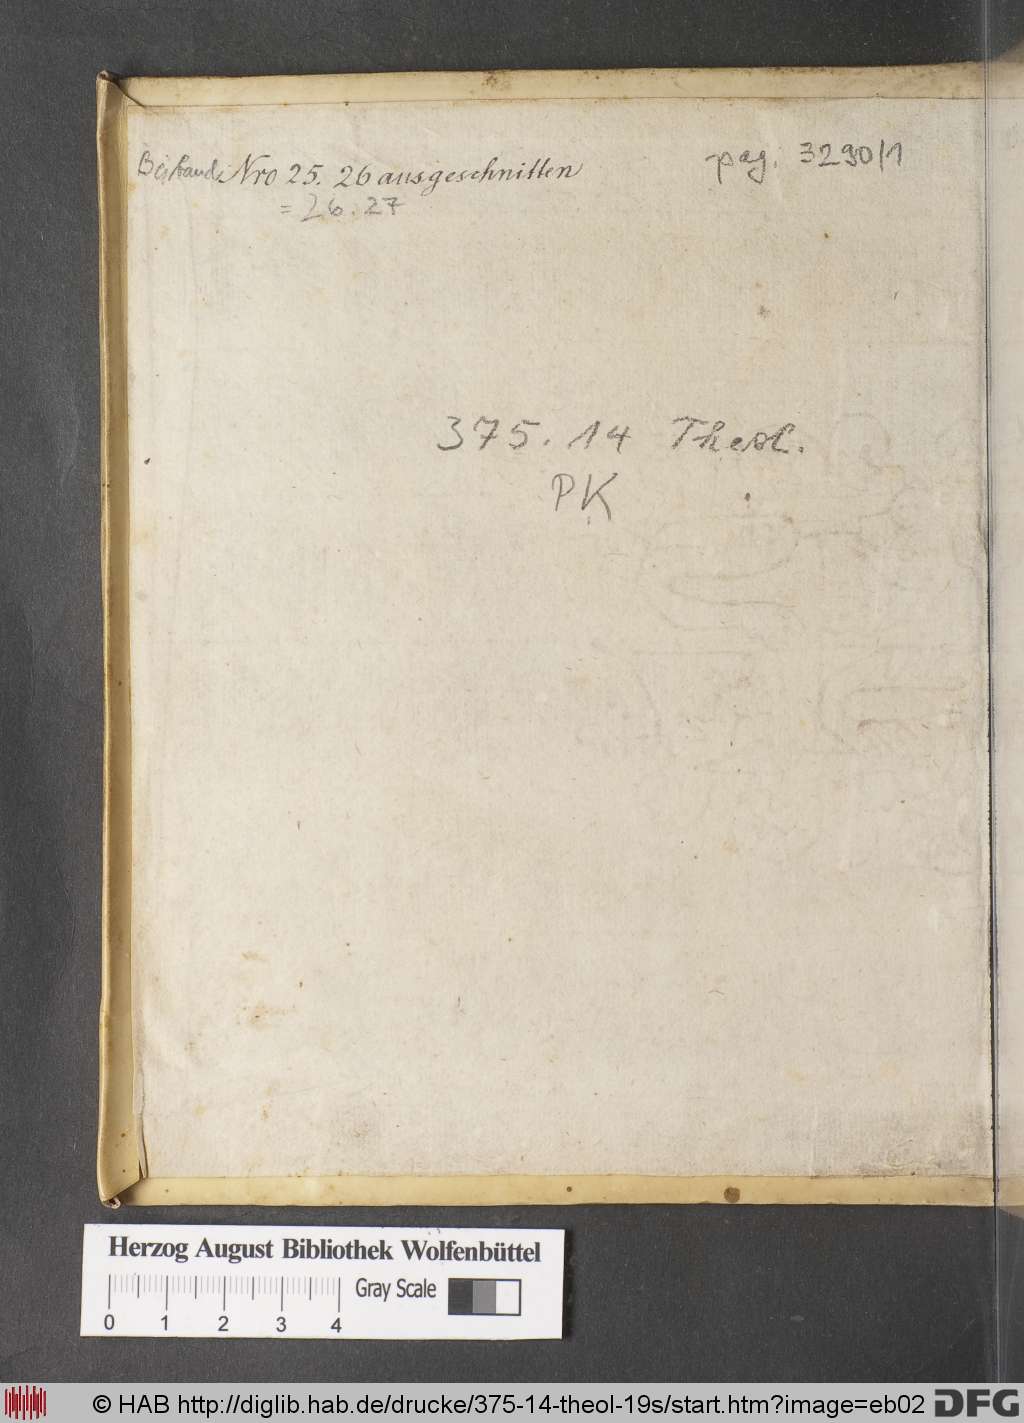 Beiband: Nro 25. 26 ausgeschnitten
= 26. 27
pag. 3290/1
375. 14 Theol.
PK
Herzog August Bibliothek Wolfenbüttel
Gray Scale
0 1 2 3 4
© HAB http://diglib.hab.de/drucke/375-14-theol-19s/start.htm?image=eb02
DFG